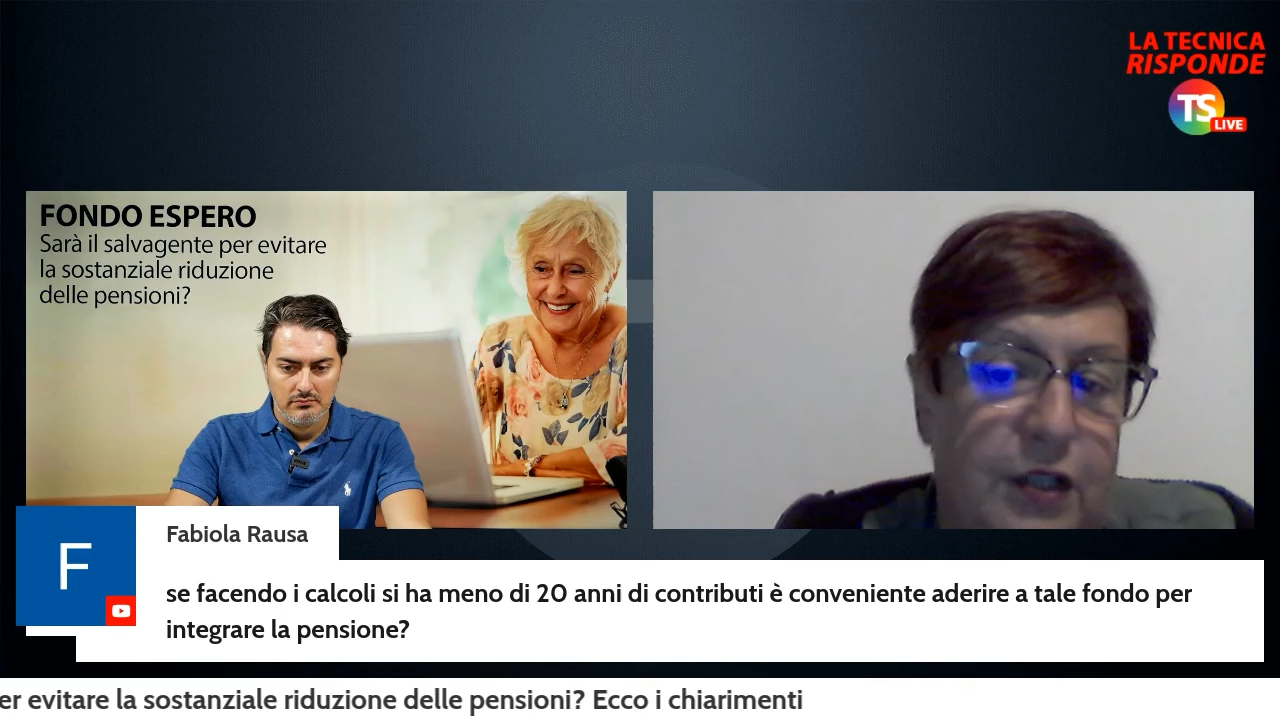 LA TECNICA
RISPONDE
TS
LIVE
FONDO ESPERO
Sarà il salvagente per evitare
la sostanziale riduzione
delle pensioni?
F
Fabiola Rausa
se facendo i calcoli si ha meno di 20 anni di contributi è conveniente aderire a tale fondo per
integrare la pensione?
er evitare la sostanziale riduzione delle pensioni? Ecco i chiarimenti